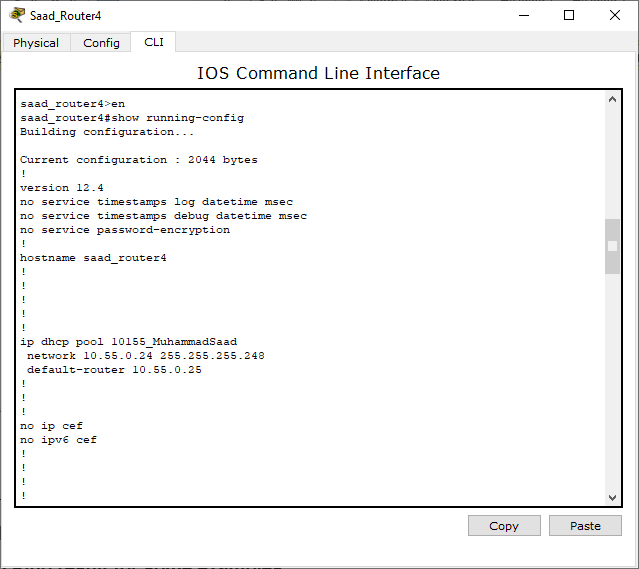 Saad_Router4
Physical Config CLI
IOS Command Line Interface
saad_router4>en
saad_router4#show running-config
Building configuration...
Current configuration : 2044 bytes
!
version 12.4
no service timestamps log datetime msec
no service timestamps debug datetime msec
no service password-encryption
!
hostname saad_router4
!
!
!
!
!
ip dhcp pool 10155_MuhammadSaad
network 10.55.0.24 255.255.255.248
default-router 10.55.0.25
!
!
!
no ip cef
no ipv6 cef
!
!
!
!
Copy Paste